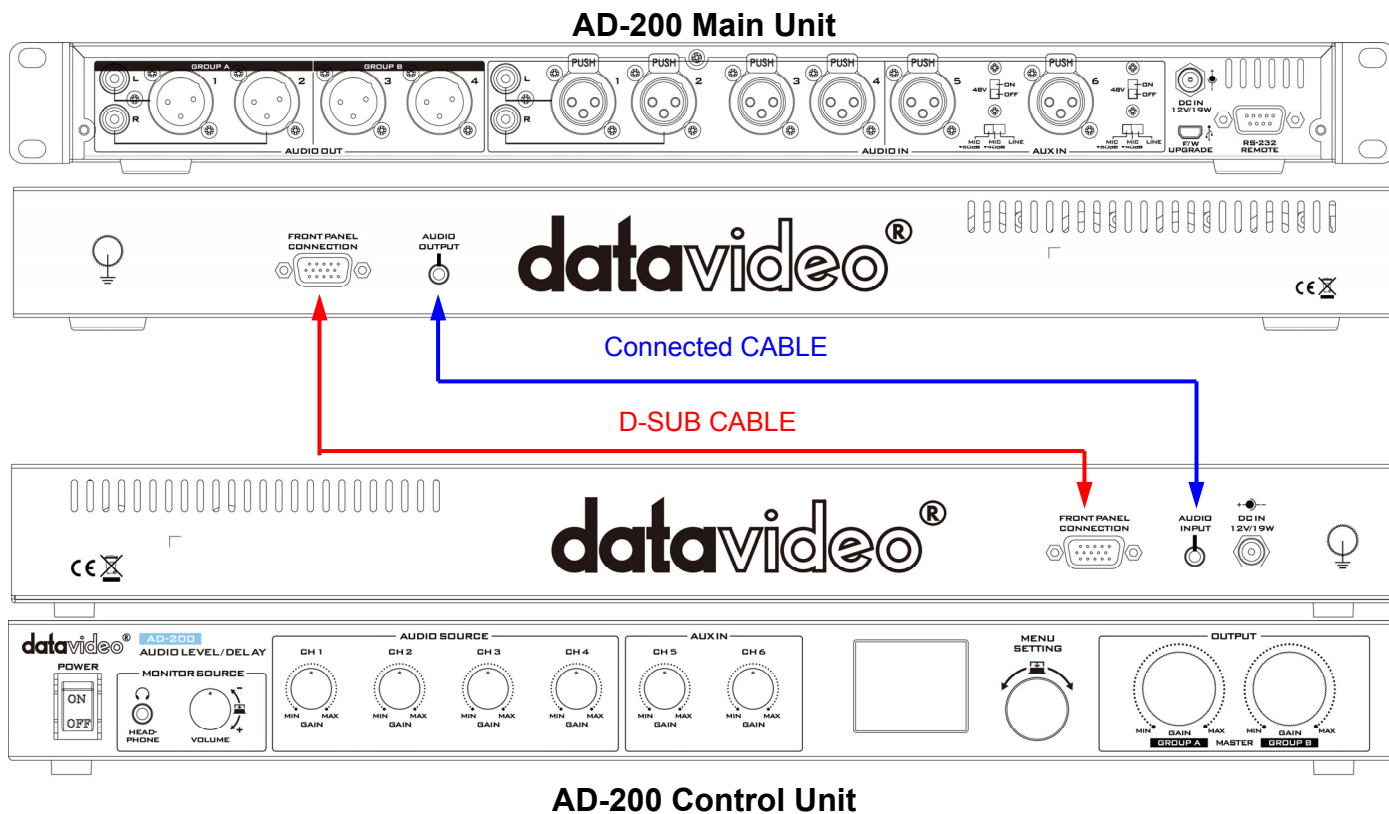 AD-200 Main Unit
GROUP A
GROUP B
L
R
1
2
3
4
AUDIO OUT
L
R
PUSH
PUSH
PUSH
PUSH
PUSH
PUSH
1
2
3
4
5
6
48V
ON
OFF
48V
ON
OFF
MIC
+60dB
MIC
+40dB
LINE
MIC
+60dB
MIC
+40dB
LINE
AUDIO IN
AUX IN
DC IN
12V/19W
F/W
UPGRADE
RS-232
REMOTE
FRONT PANEL
CONNECTION
AUDIO
OUTPUT
datavideo®
CE
Connected CABLE
D-SUB CABLE
CE
datavideo®
FRONT PANEL
CONNECTION
AUDIO
INPUT
DC IN
12V/19W
datavideo®
AD-200
AUDIO LEVEL/DELAY
POWER
ON
OFF
MONITOR SOURCE
HEAD-
PHONE
VOLUME
AUDIO SOURCE
CH 1
CH 2
CH 3
CH 4
MIN
MAX
GAIN
MIN
MAX
GAIN
MIN
MAX
GAIN
MIN
MAX
GAIN
AUX IN
CH 5
CH 6
MIN
MAX
GAIN
MIN
MAX
GAIN
MENU
SETTING
OUTPUT
MIN
GAIN
MAX
MIN
GAIN
MAX
GROUP A
MASTER
GROUP B
AD-200 Control Unit